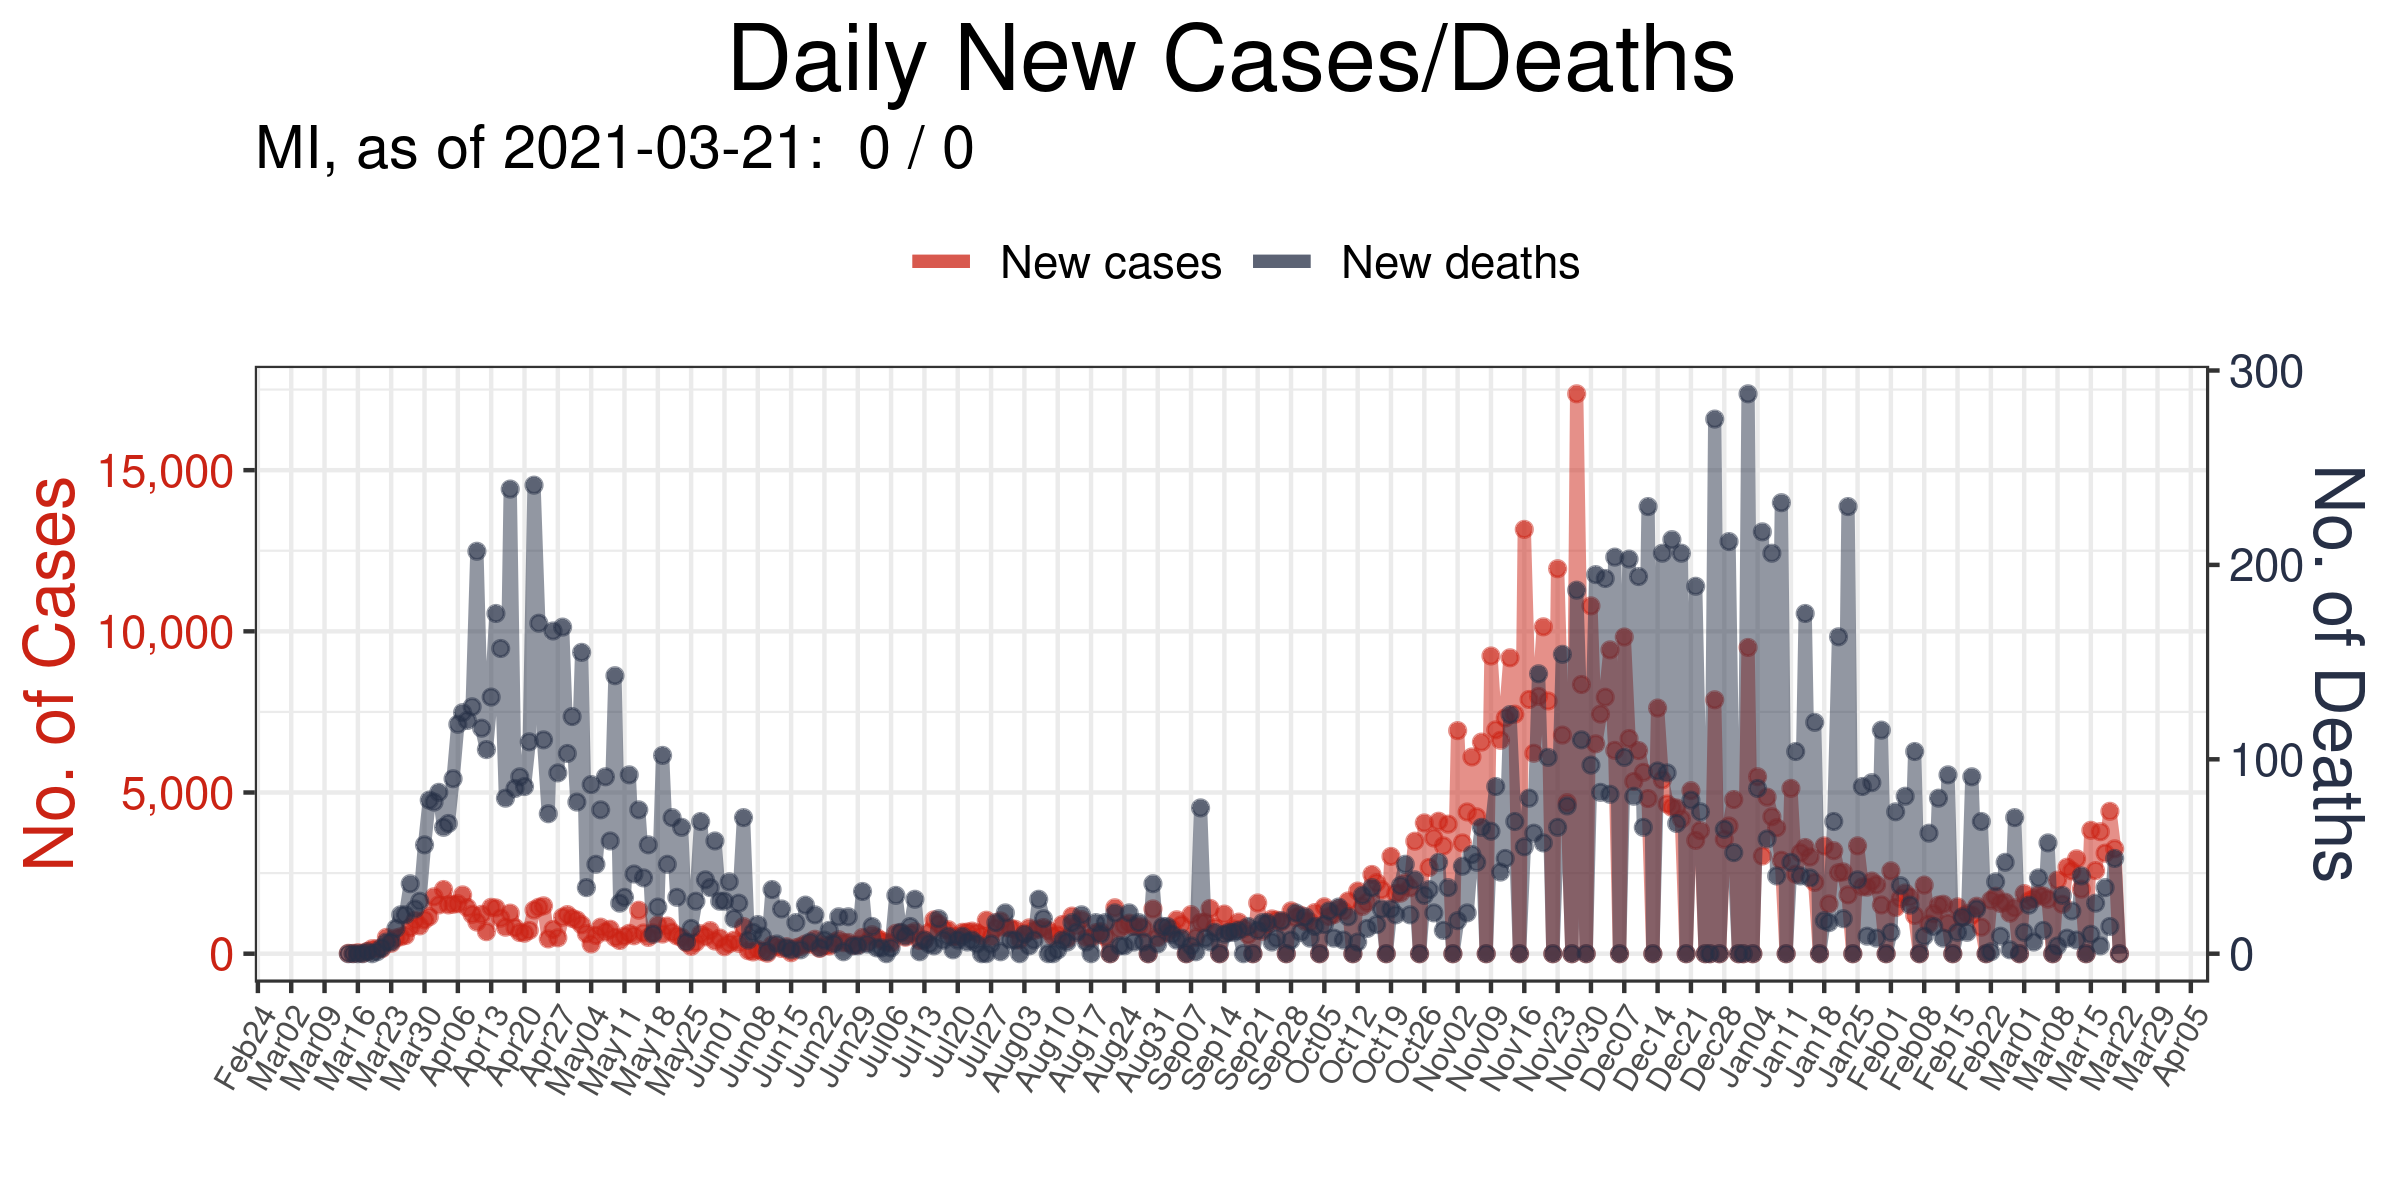 Daily New Cases/Deaths
MI, as of 2021-03-21:  0 / 0
New cases New deaths
No. of Cases
15,000
10,000
5,000
0
300
200
100
0
No. of Deaths
Feb24 Mar02 Mar09 Mar16 Mar23 Mar30 Apr06 Apr13 Apr20 Apr27 May04 May11 May18 May25 Jun01 Jun08 Jun15 Jun22 Jun29 Jul06 Jul13 Jul20 Jul27 Aug03 Aug10 Aug17 Aug24 Aug31 Sep07 Sep14 Sep21 Sep28 Oct05 Oct12 Oct19 Oct26 Nov02 Nov09 Nov16 Nov23 Nov30 Dec07 Dec14 Dec21 Dec28 Jan04 Jan11 Jan18 Jan25 Feb01 Feb08 Feb15 Feb22 Mar01 Mar08 Mar15 Mar22 Mar29 Apr05